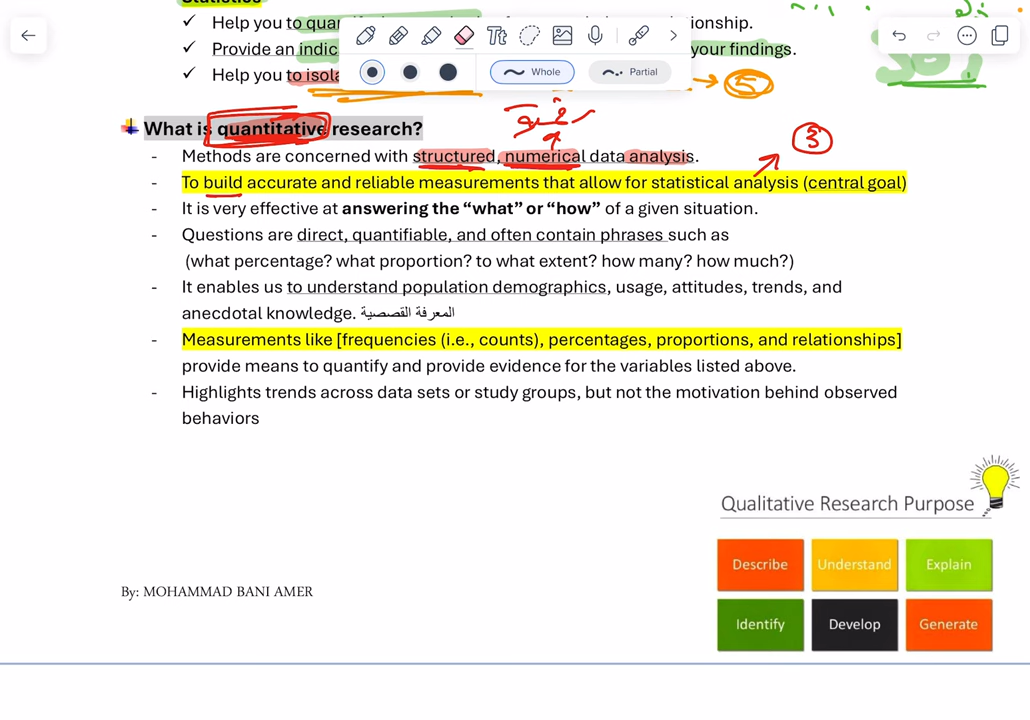 Statistics
✓ Help you to quan ionship.
✓ Provide an indic your findings.
✓ Help you to isola
Tt
Whole Partial
What is quantitative research?
- Methods are concerned with structured, numerical data analysis.
- To build accurate and reliable measurements that allow for statistical analysis (central goal)
- It is very effective at answering the “what” or “how” of a given situation.
- Questions are direct, quantifiable, and often contain phrases such as
(what percentage? what proportion? to what extent? how many? how much?)
- It enables us to understand population demographics, usage, attitudes, trends, and
anecdotal knowledge. المعرفة القصصية
- Measurements like [frequencies (i.e., counts), percentages, proportions, and relationships]
provide means to quantify and provide evidence for the variables listed above.
- Highlights trends across data sets or study groups, but not the motivation behind observed
behaviors
Qualitative Research Purpose
Describe Understand Explain
Identify Develop Generate
By: MOHAMMAD BANI AMER